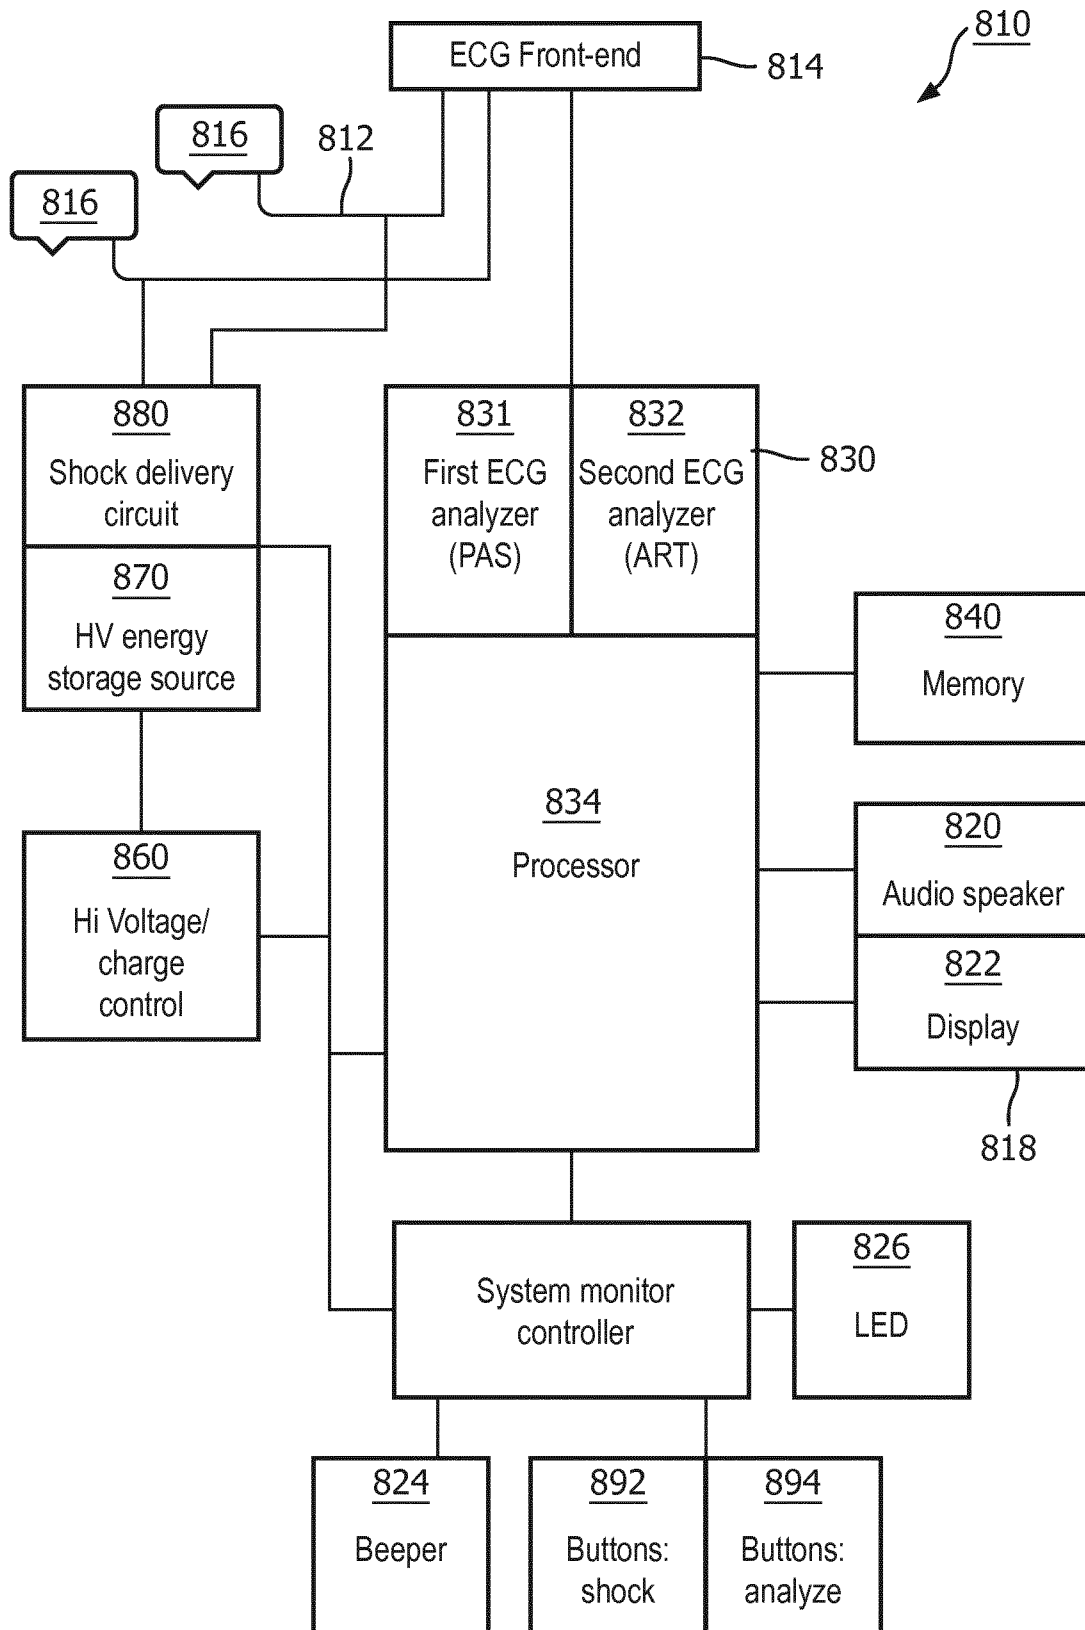 810
ECG Front-end
814
816
812
816
880
Shock delivery
circuit
831
First ECG
analyzer
(PAS)
832
Second ECG
analyzer
(ART)
830
870
HV energy
storage source
840
Memory
834
Processor
820
Audio speaker
860
Hi Voltage/
charge
control
822
Display
818
System monitor
controller
826
LED
824
Beeper
892
Buttons:
shock
894
Buttons:
analyze